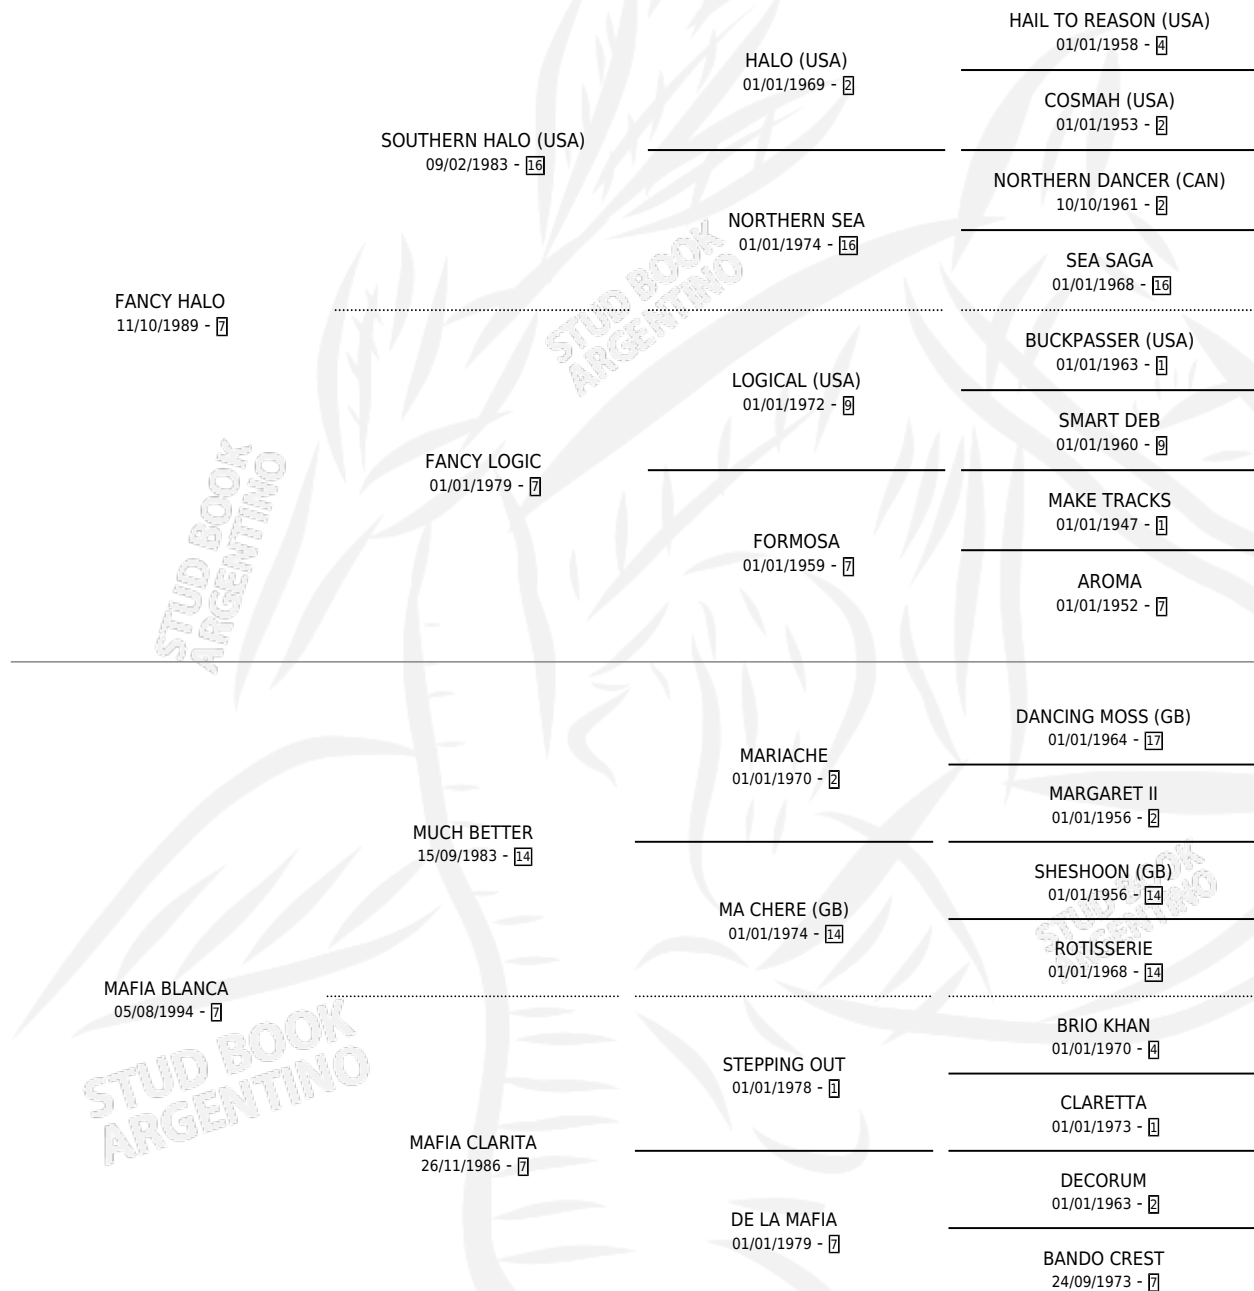 HAIL TO REASON (USA)
01/01/1958 - 4
HALO (USA)
01/01/1969 - 2
COSMAH (USA)
01/01/1953 - 2
SOUTHERN HALO (USA)
09/02/1983 - 16
NORTHERN DANCER (CAN)
10/10/1961 - 2
NORTHERN SEA
01/01/1974 - 16
SEA SAGA
01/01/1968 - 16
FANCY HALO
11/10/1989 - 7
BUCKPASSER (USA)
01/01/1963 - 1
LOGICAL (USA)
01/01/1972 - 9
SMART DEB
01/01/1960 - 9
FANCY LOGIC
01/01/1979 - 7
MAKE TRACKS
01/01/1947 - 1
FORMOSA
01/01/1959 - 7
AROMA
01/01/1952 - 7
DANCING MOSS (GB)
01/01/1964 - 17
MARIACHE
01/01/1970 - 2
MARGARET II
01/01/1956 - 2
MUCH BETTER
15/09/1983 - 14
SHESHOON (GB)
01/01/1956 - 14
MA CHERE (GB)
01/01/1974 - 14
ROTISSERIE
01/01/1968 - 14
MAFIA BLANCA
05/08/1994 - 7
BRIO KHAN
01/01/1970 - 4
STEPPING OUT
01/01/1978 - 1
CLARETTA
01/01/1973 - 1
MAFIA CLARITA
26/11/1986 - 7
DECORUM
01/01/1963 - 2
DE LA MAFIA
01/01/1979 - 7
BANDO CREST
24/09/1973 - 7
STUD BOOK
ARGENTINO
STUD BOOK
ARGENTINO
STUD BOOK
ARGENTINO
STUD BOOK
ARGENTINO